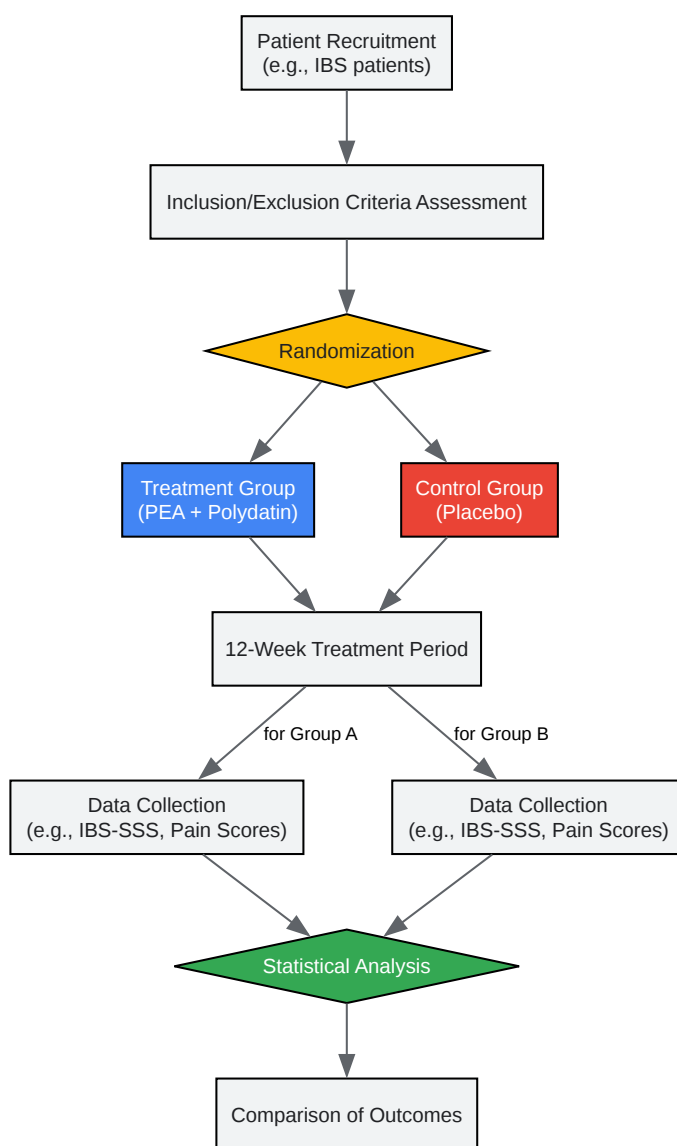 Patient Recruitment
(e.g., IBS patients)
Inclusion/Exclusion Criteria Assessment
Randomization
Treatment Group
(PEA + Polydatin)
Control Group
(Placebo)
12-Week Treatment Period
for Group A
for Group B
Data Collection
(e.g., IBS-SSS, Pain Scores)
Data Collection
(e.g., IBS-SSS, Pain Scores)
Statistical Analysis
Comparison of Outcomes